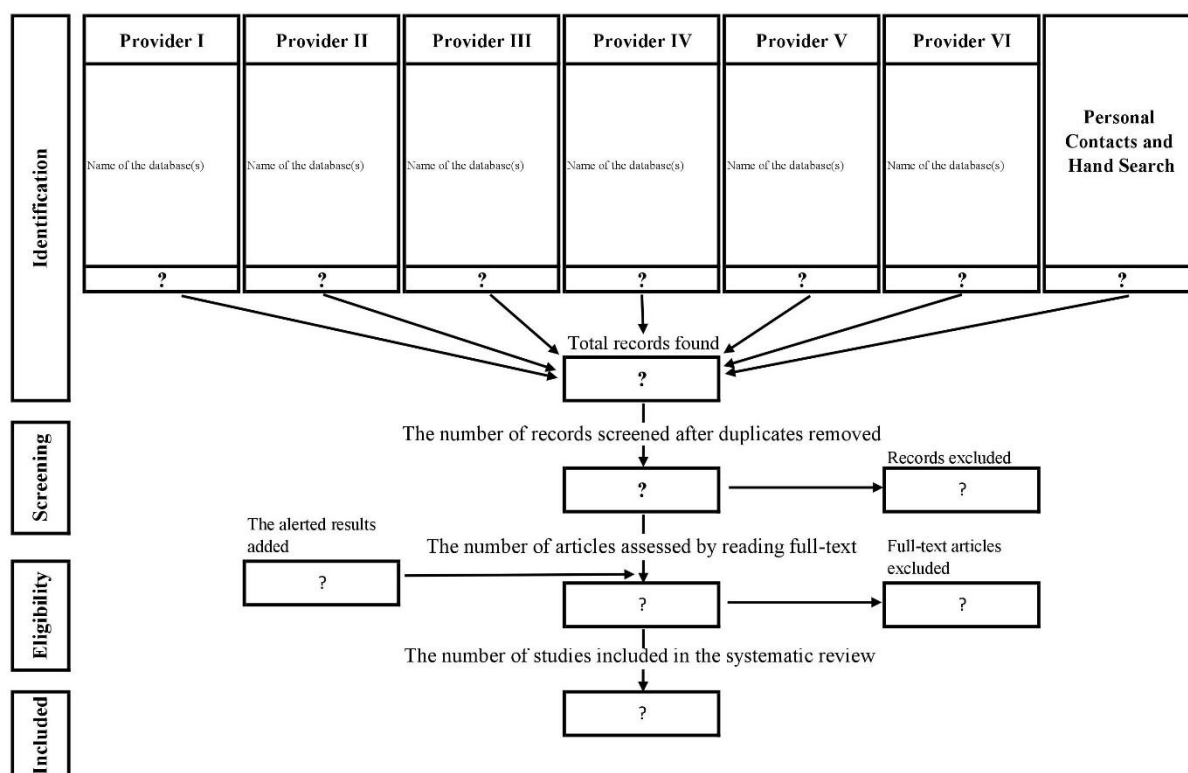 Identification
Provider I
Provider II
Provider III
Provider IV
Provider V
Provider VI
Name of the database(s)
Name of the database(s)
Name of the database(s)
Name of the database(s)
Name of the database(s)
Name of the database(s)
Personal
Contacts and
Hand Search
?
?
?
?
?
?
?
Total records found
?
Screening
The number of records screened after duplicates removed
Records excluded
?
?
The alerted results
added
The number of articles assessed by reading full-text
Full-text articles
excluded
Eligibility
?
?
?
The number of studies included in the systematic review
Included
?